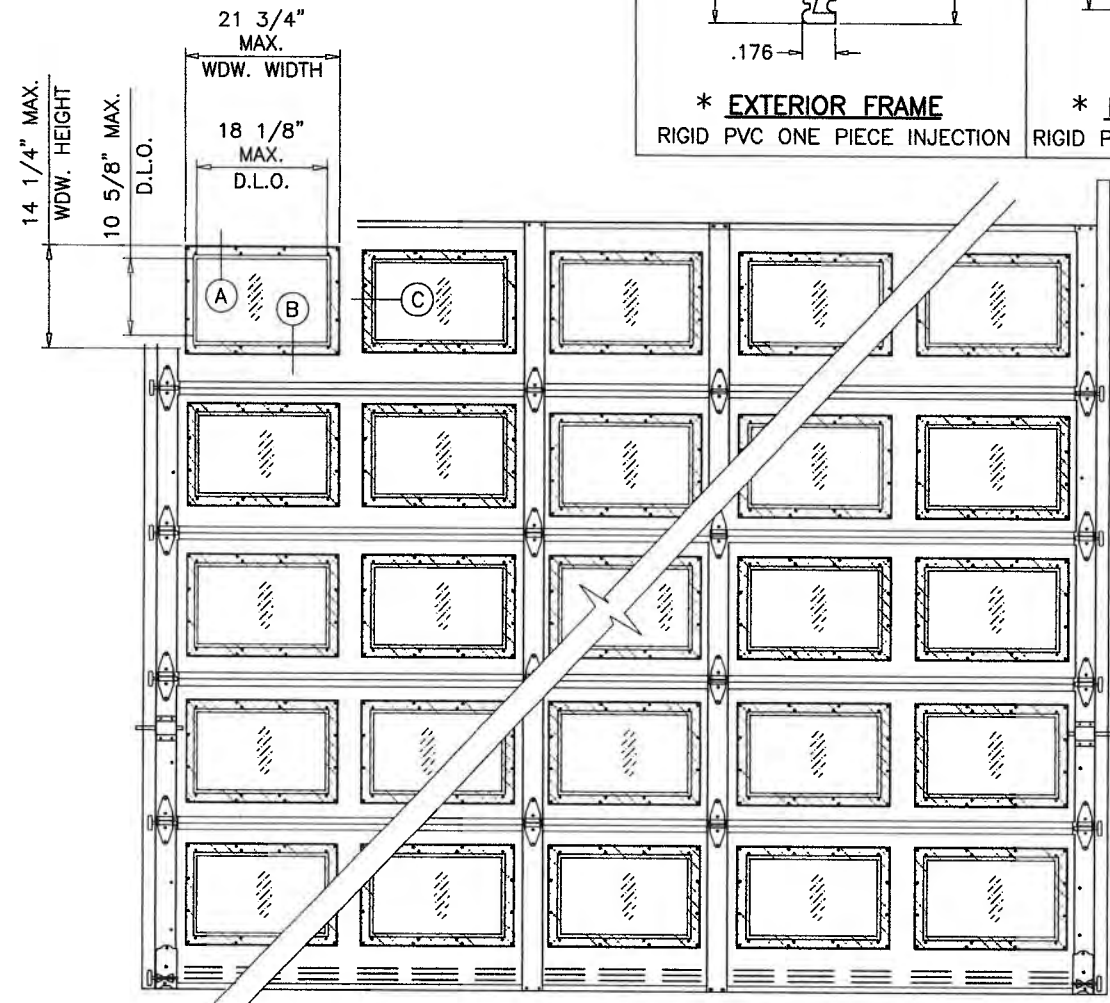 21 3/4"
MAX.
WDW. WIDTH
18 1/8"
MAX.
D.L.O.
14 1/4" MAX.
WDW. HEIGHT
10 5/8" MAX.
D.L.O.
.176
* EXTERIOR FRAME
RIGID PVC ONE PIECE INJECTION
*
RIGID P
A
B
C